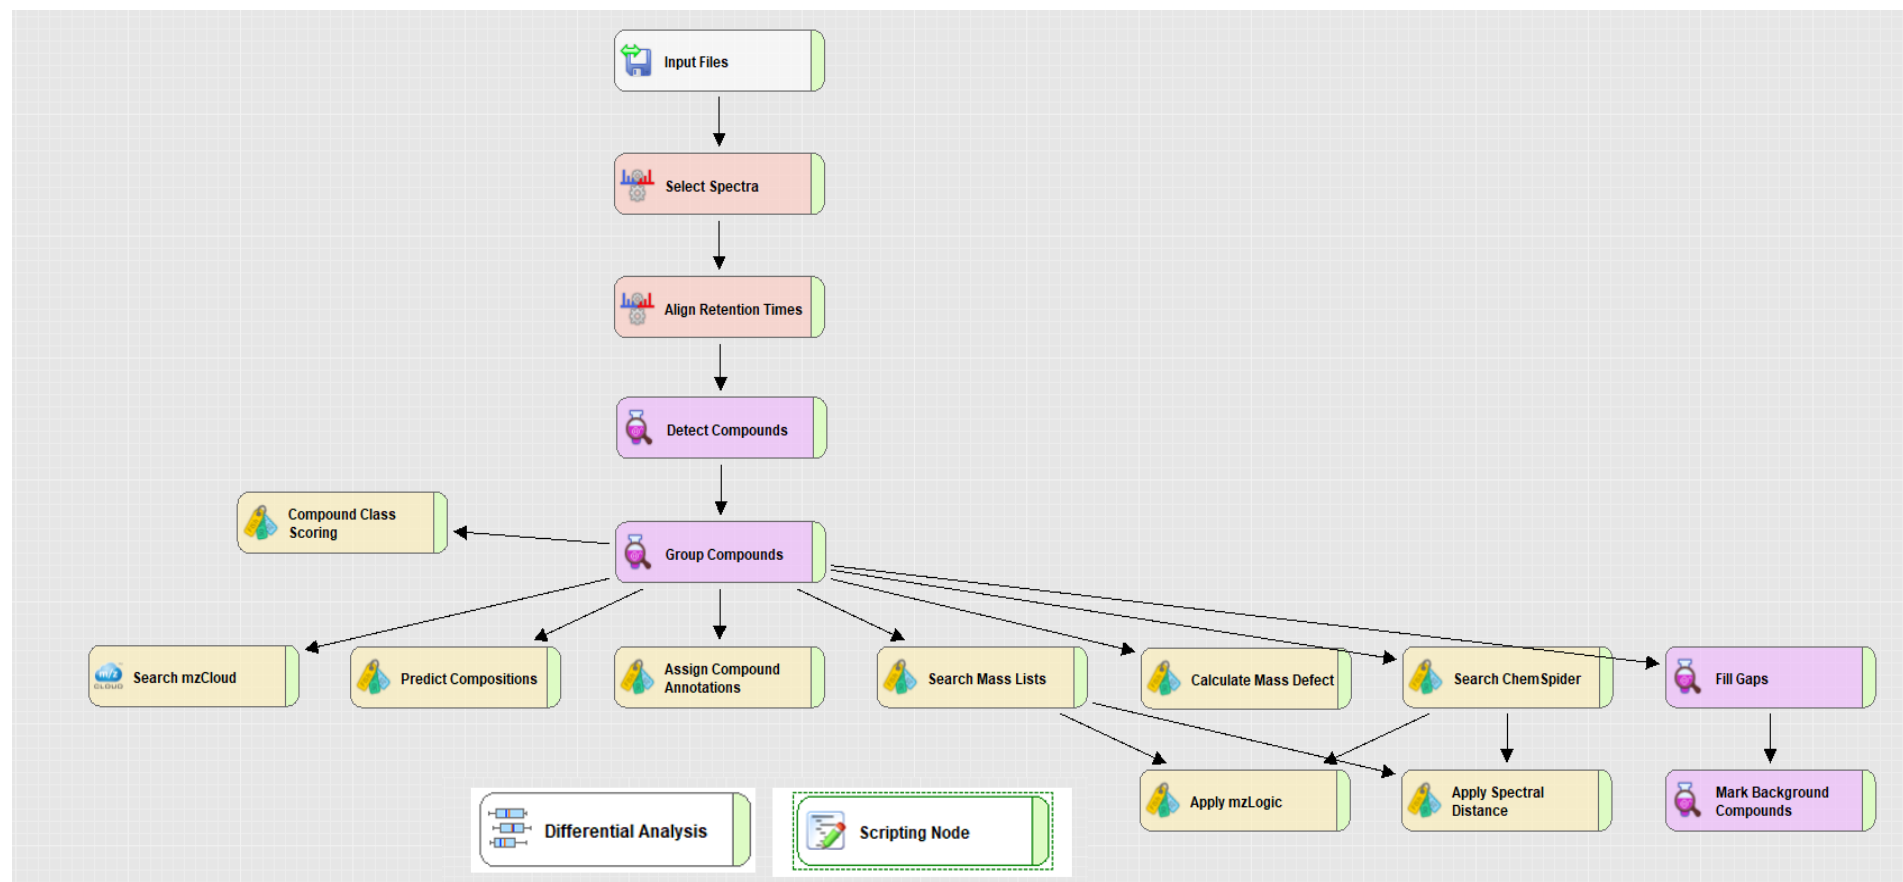 Input Files
Select Spectra
Align Retention Times
Detect Compounds
Compound Class
Scoring
Group Compounds
m/z
CLOUD
Search mzCloud
Predict Compositions
Assign Compound
Annotations
Search Mass Lists
Calculate Mass Defect
Search ChemSpider
Fill Gaps
Apply mzLogic
Apply Spectral
Distance
Mark Background
Compounds
Differential Analysis
Scripting Node